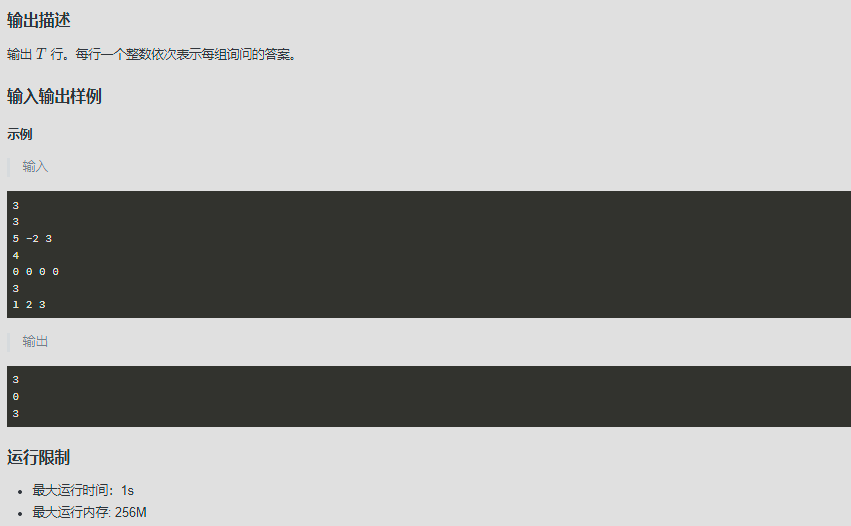 输出描述
输出 T 行。每行一个整数依次表示每组询问的答案。
输入输出样例
示例
输入
3
3
5 -2 3
4
0 0 0 0
3
1 2 3
输出
3
0
3
运行限制
• 最大运行时间：1s
• 最大运行内存: 256M